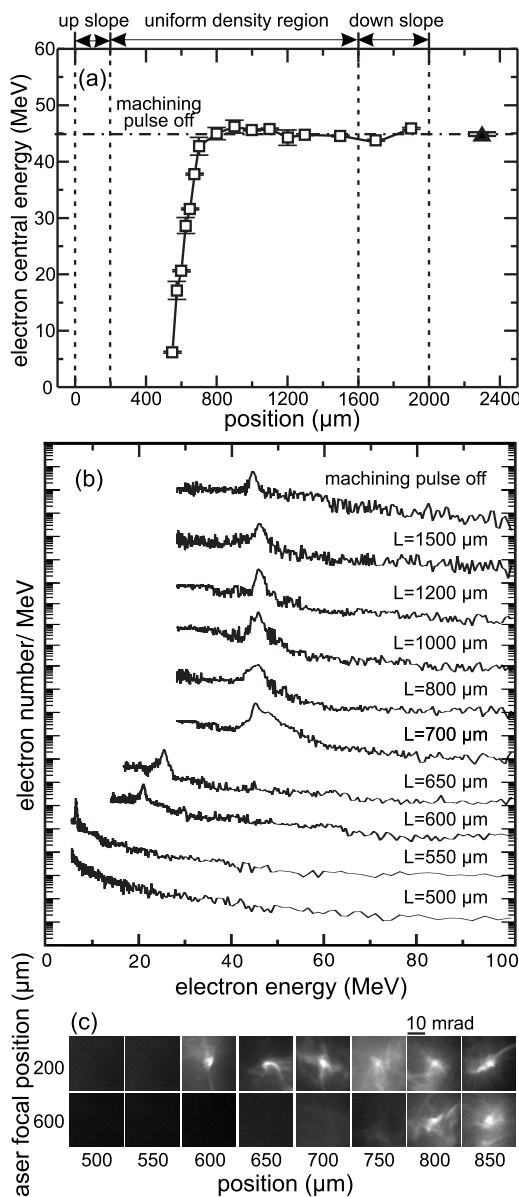 up slope uniform density region down slope
60
50
40
30
20
10
0
electron central energy (MeV)
(a)
machining
pulse off
0 400 800 1200 1600 2000 2400
position (μm)
(b)
machining pulse off
L=1500 μm
L=1200 μm
L=1000 μm
L=800 μm
L=700 μm
L=650 μm
L=600 μm
L=550 μm
L=500 μm
electron number/ MeV
0 20 40 60 80 100
electron energy (MeV)
(c)
10 mrad
aser focal position (μm)
200
600
500 550 600 650 700 750 800 850
position (μm)